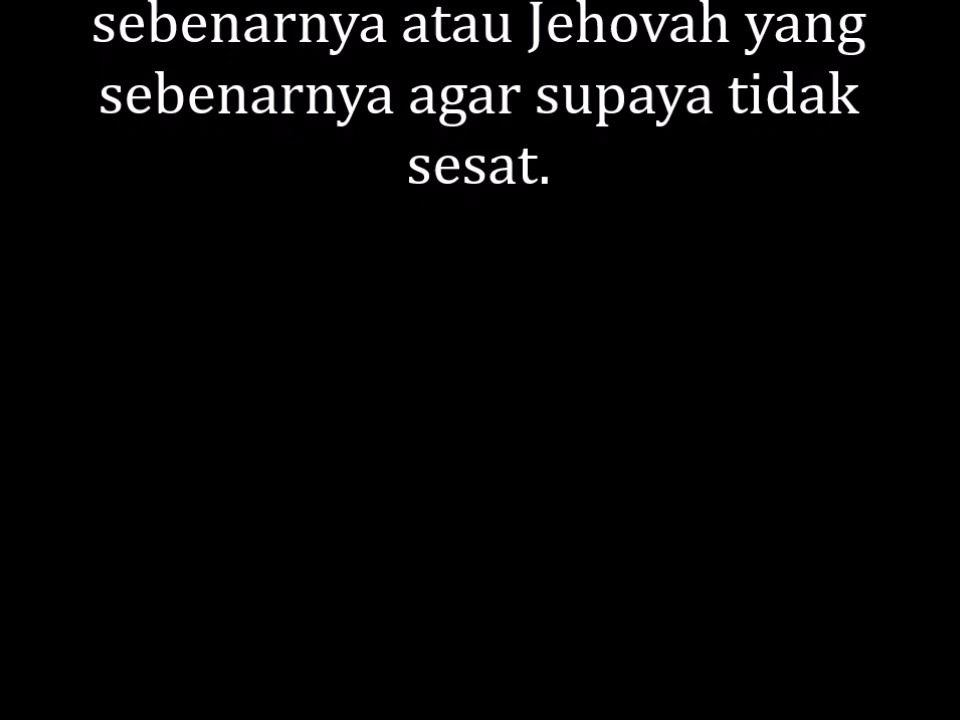 sebenarnya atau Jehovah yang
sebenarnya agar supaya tidak
sesat.